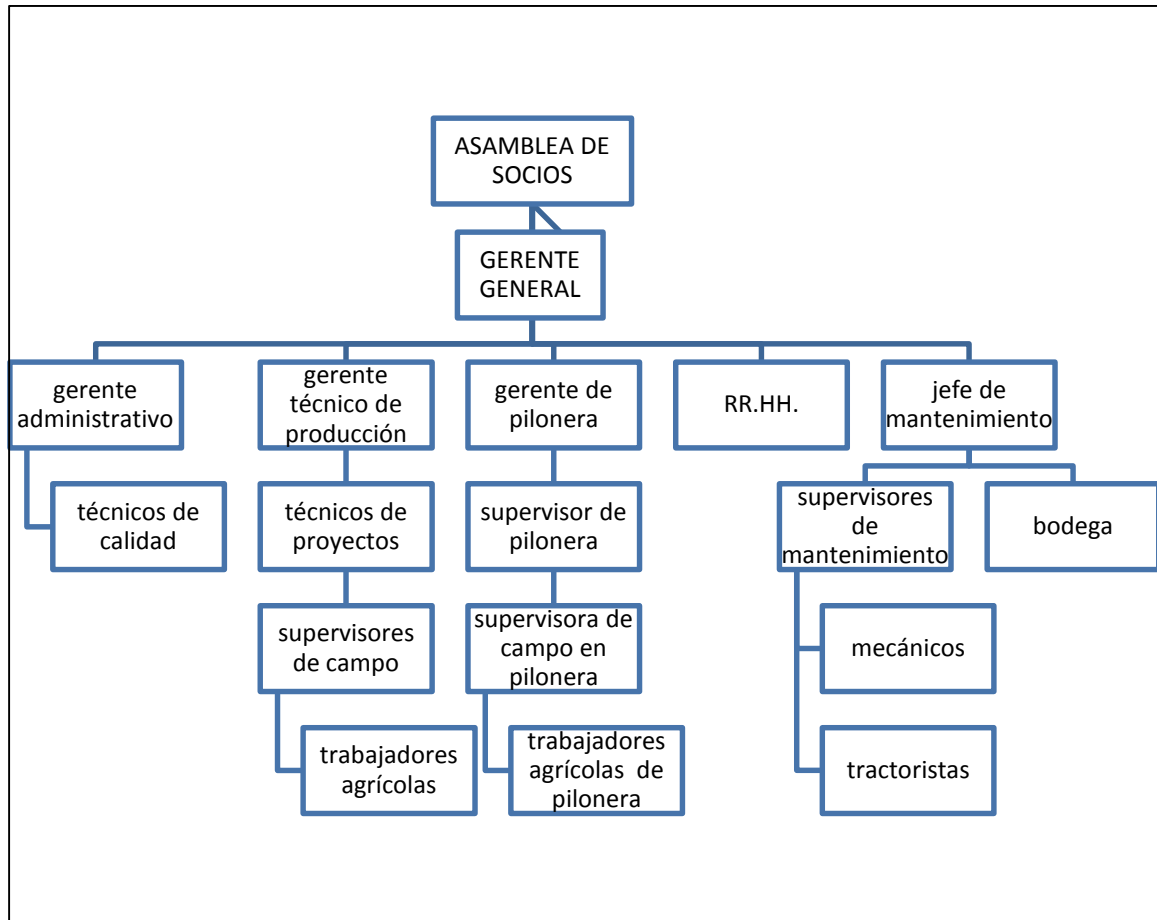 ASAMBLEA DE
SOCIOS
GERENTE
GENERAL
gerente
administrativo
gerente
técnico de
producción
gerente de
pilonera
RR.HH.
jefe de
mantenimiento
técnicos de
calidad
técnicos de
proyectos
supervisor de
pilonera
supervisores
de
mantenimiento
bodega
supervisores
de campo
supervisora de
campo en
pilonera
mecánicos
trabajadores
agrícolas
trabajadores
agrícolas de
pilonera
tractoristas